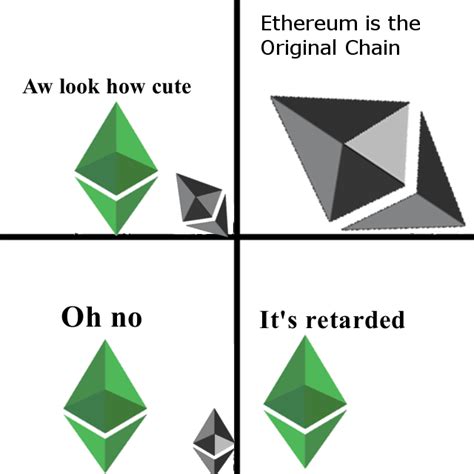 Aw look how cute
Ethereum is the
Original Chain
Oh no
It's retarded